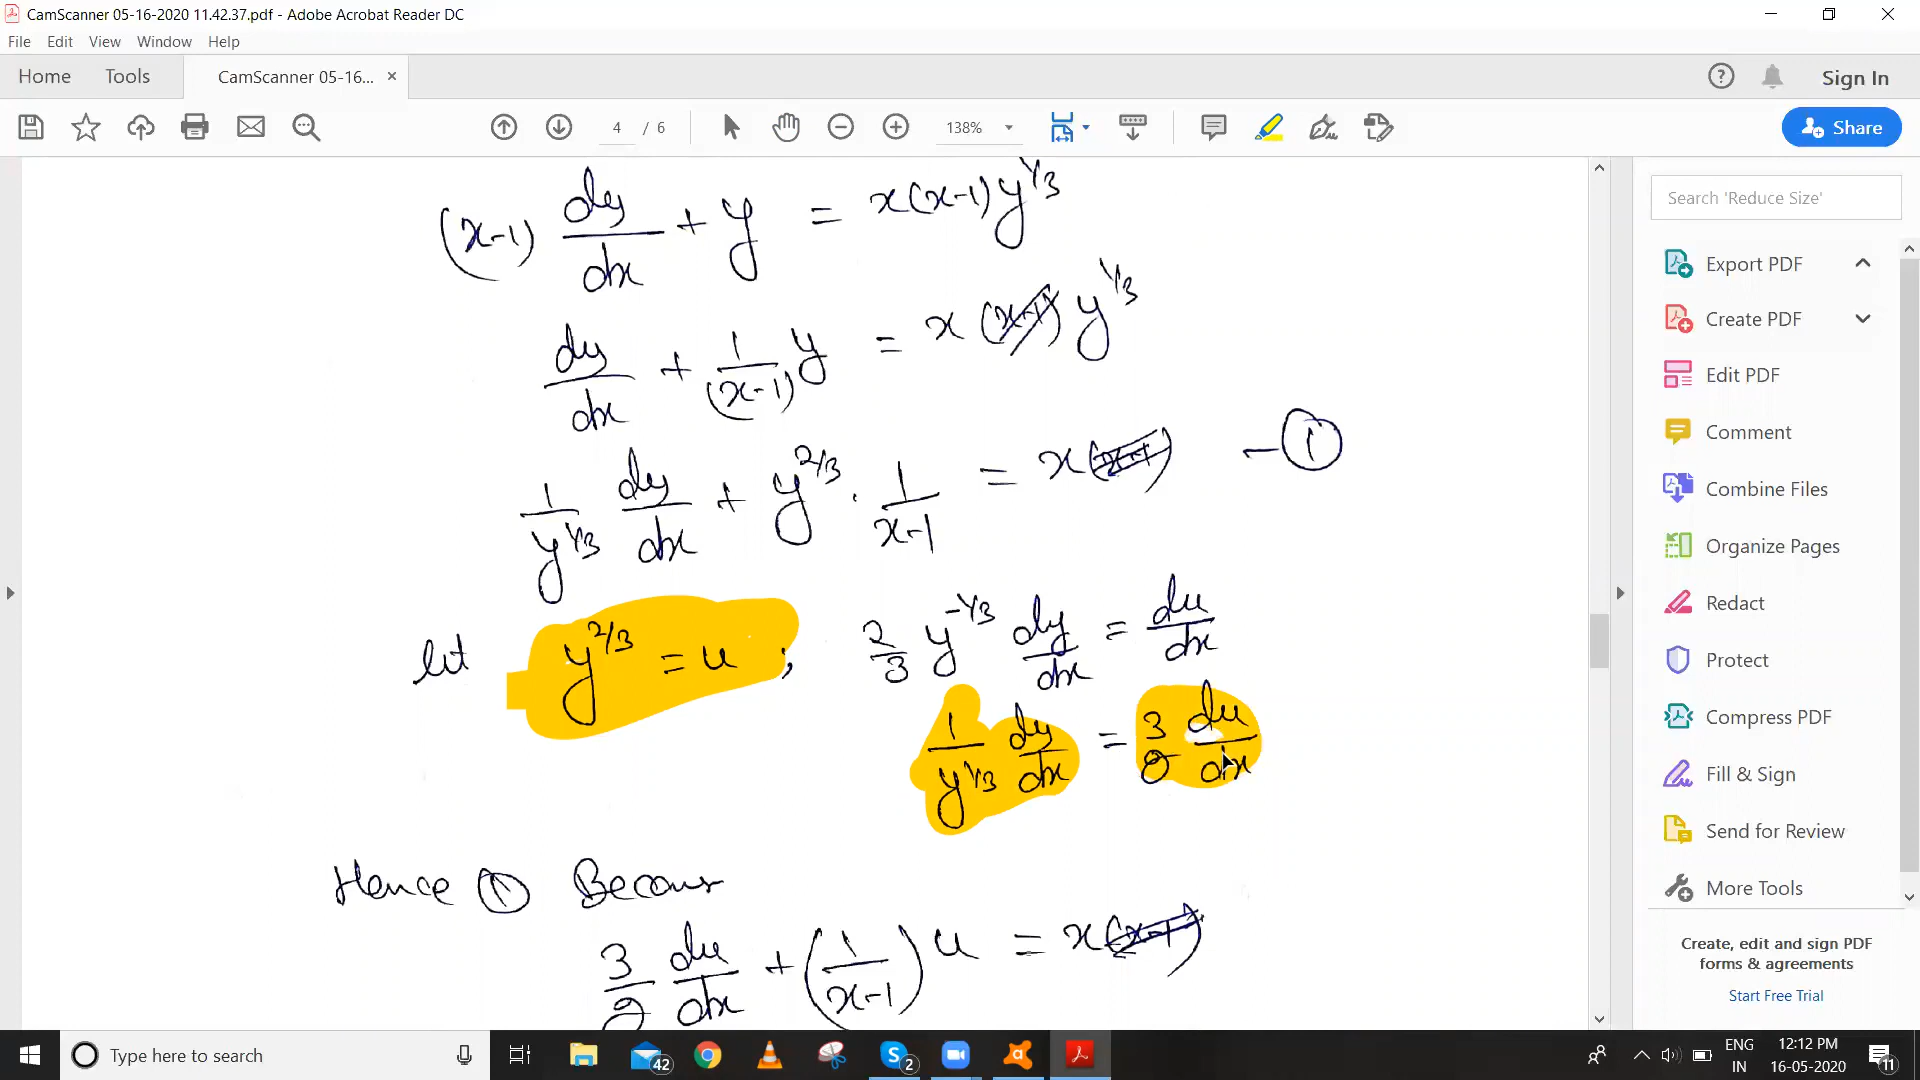 CamScanner 05-16-2020 11.42.37.pdf - Adobe Acrobat Reader DC
File Edit View Window Help
Home Tools CamScanner 05-16... × Sign In
4 / 6 138% Share
(x-1) dy/dx + y = x(x-1)y^1/3
dy/dx + 1/(x-1) y = x (x-1) y^1/3
1/y^1/3 dy/dx + y^2/3 . 1/x-1 = x(x-1) - ①
let y^2/3 = u ; 2/3 y^-1/3 dy/dx = du/dx
1/y^1/3 dy/dx = 3/2 du/dx
Hence ① Becomes
3/2 du/dx + (1/x-1) u = x(x-1)
Search 'Reduce Size'
Export PDF
Create PDF
Edit PDF
Comment
Combine Files
Organize Pages
Redact
Protect
Compress PDF
Fill & Sign
Send for Review
More Tools
Create, edit and sign PDF
forms & agreements
Start Free Trial
Type here to search
42
S 2
ENG
IN
12:12 PM
16-05-2020
11